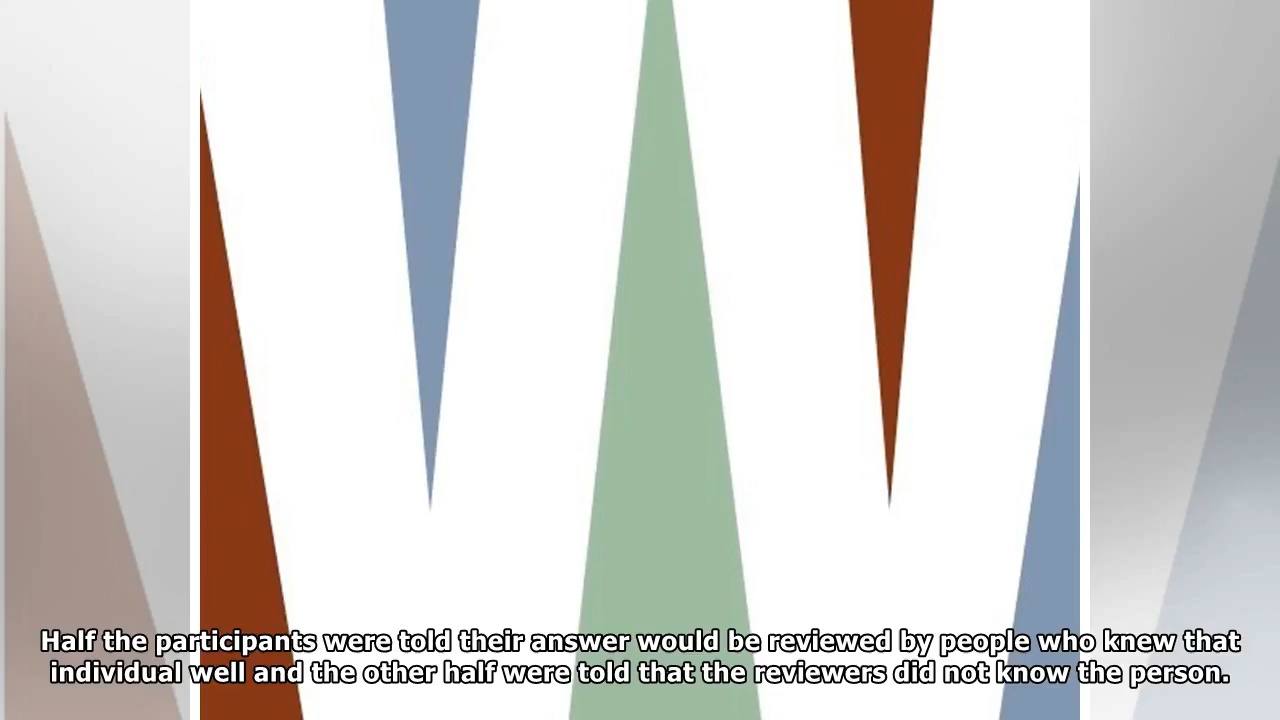 Half the participants were told their answer would be reviewed by people who knew that
individual well and the other half were told that the reviewers did not know the person.